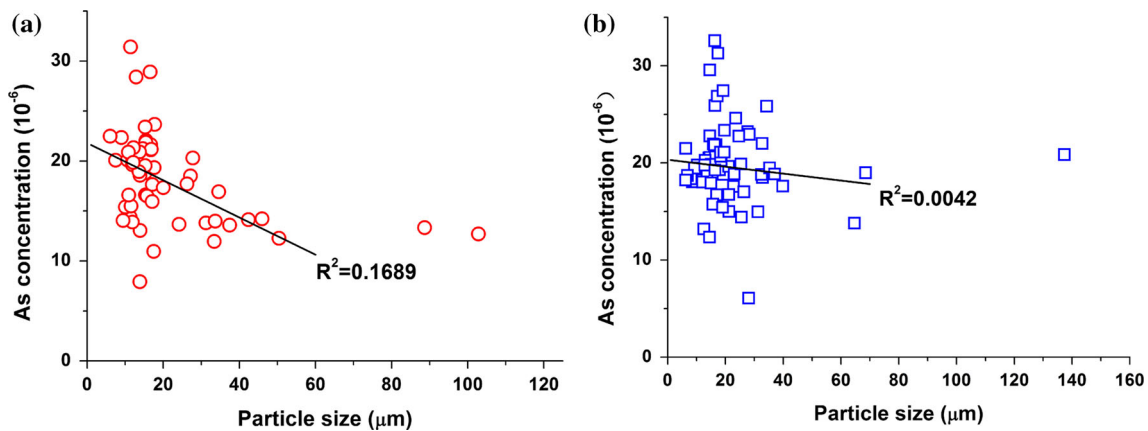 (a)
As concentration (10⁻⁶)
30
20
10
0
R²=0.1689
0 20 40 60 80 100 120
Particle size (μm)
(b)
As concentration (10⁻⁶)
30
20
10
0
R²=0.0042
0 20 40 60 80 100 120 140 160
Particle size (μm)